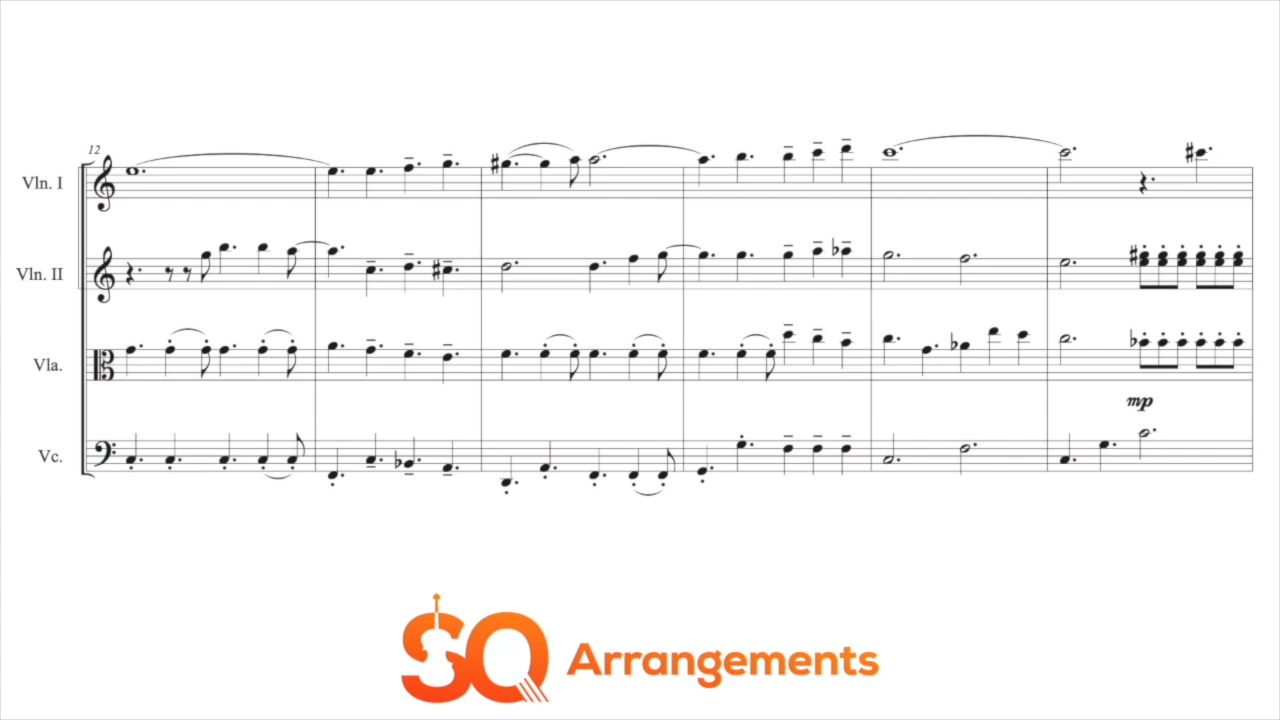 12
Vln. I
Vln. II
Vla.
mp
Vc.
SQ Arrangements